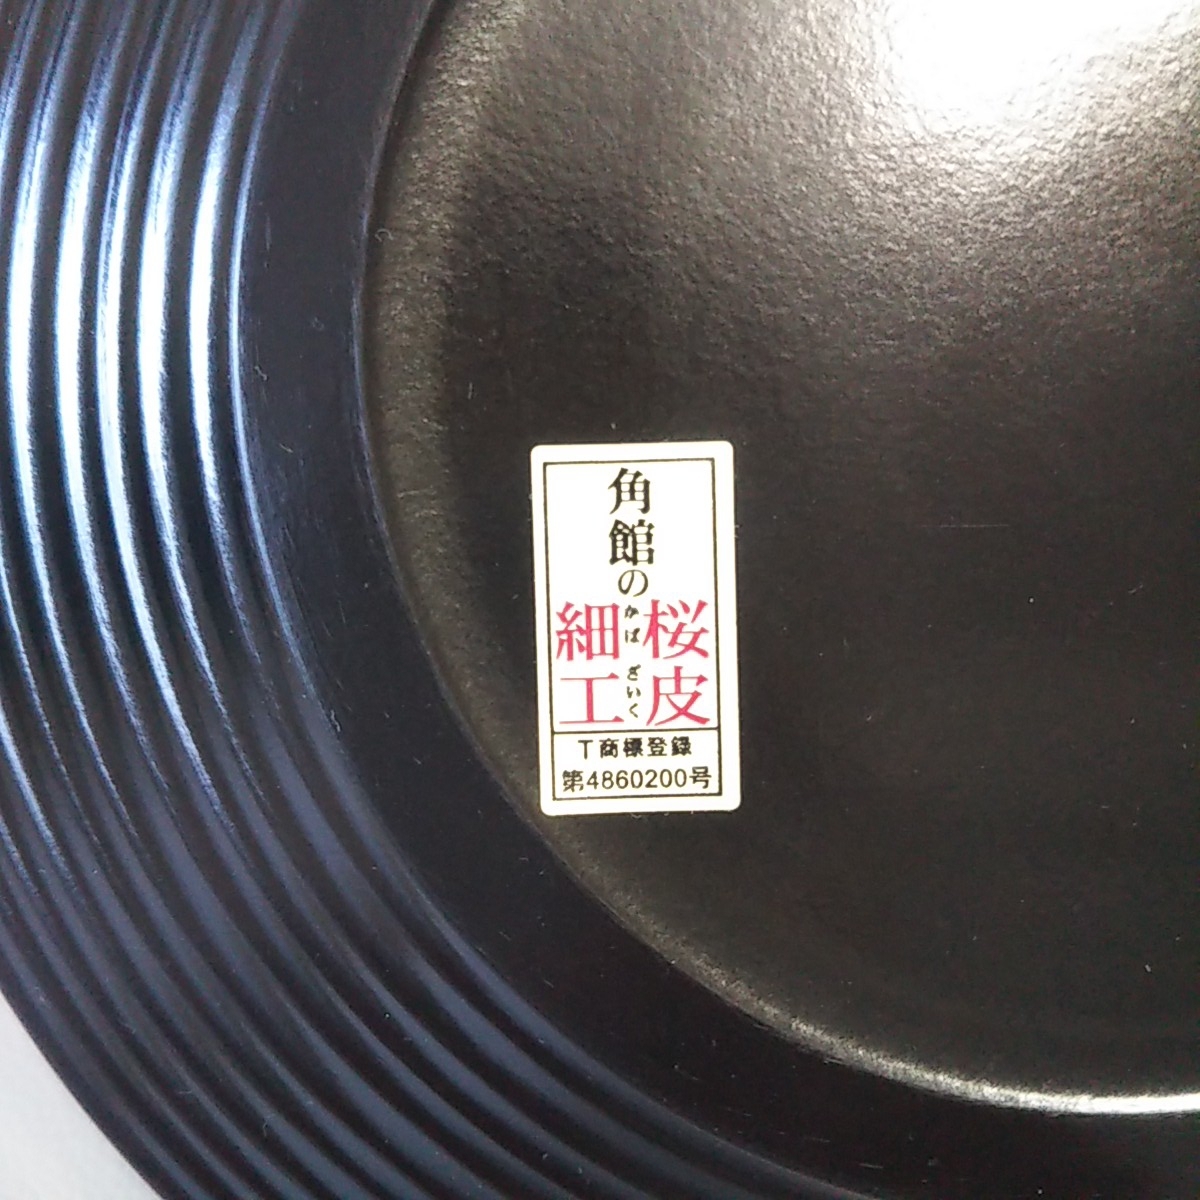 角館の
桜皮
細工
かばざいく
T商標登録
第4860200号